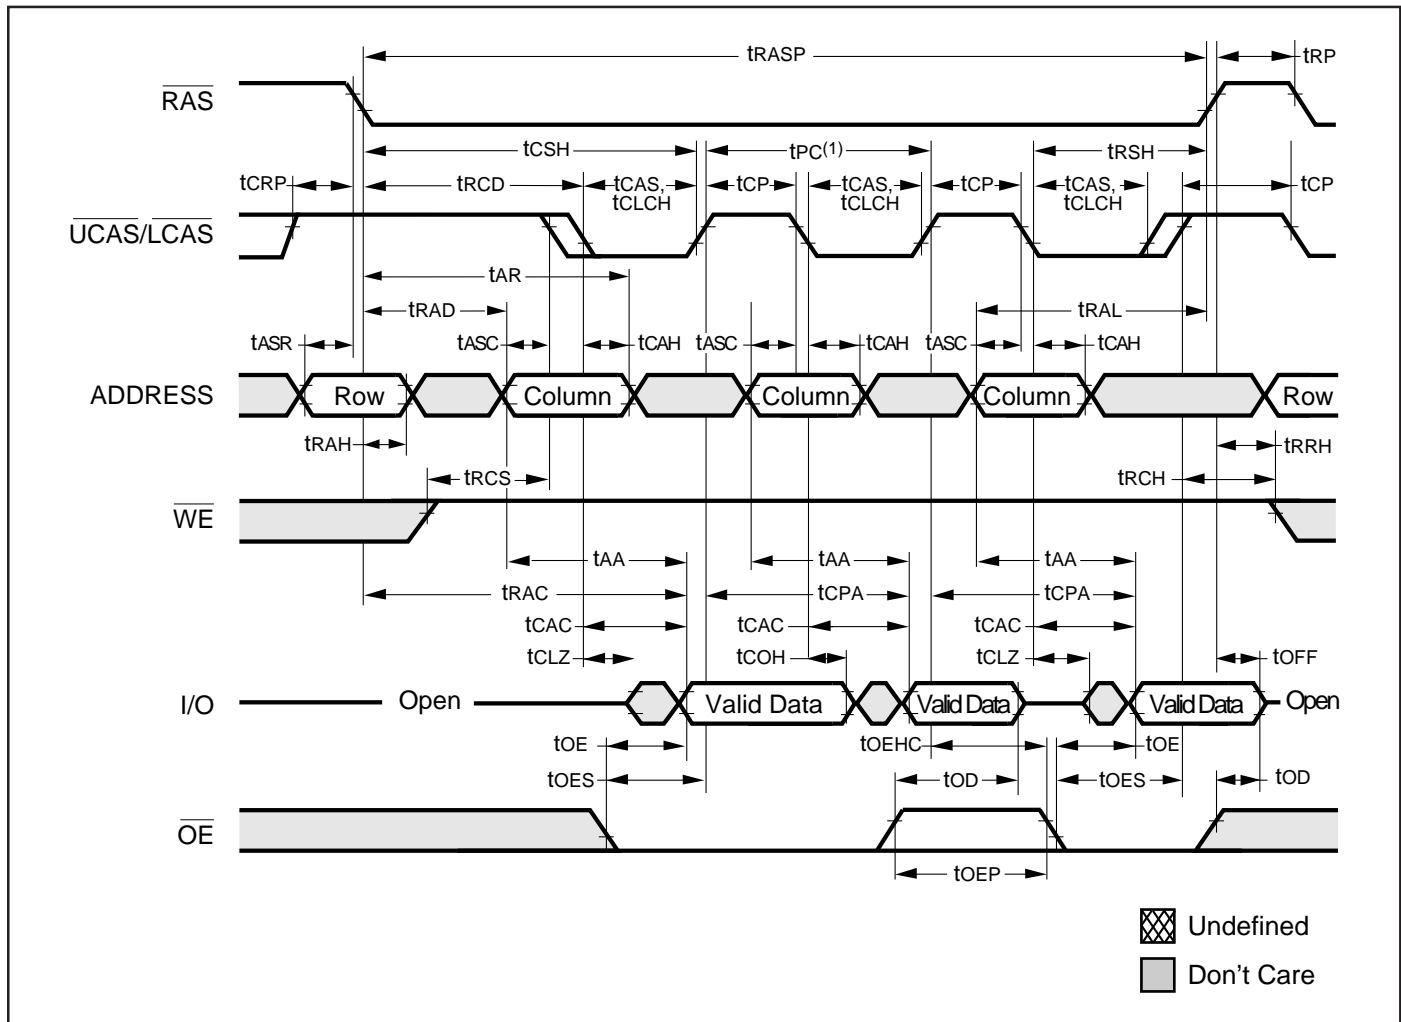 tRASP
tRP
RAS
tCSH
tPC(1)
tRSH
tCRP
tRCD
tCAS,
tCLCH
tCP
tCAS,
tCLCH
tCP
tCAS,
tCLCH
tCP
UCAS/LCAS
tAR
tRAD
tRAL
tASR
tASC
tCAH
tASC
tCAH
tASC
tCAH
ADDRESS
Row
Column
Column
Column
Row
tRAH
tRRH
tRCS
tRCH
WE
tAA
tAA
tAA
tRAC
tCPA
tCPA
tCAC
tCAC
tCAC
tCLZ
tCOH
tCLZ
tOFF
I/O
Open
Valid Data
Valid Data
Valid Data
Open
tOE
tOEHC
tOE
tOES
tOD
tOES
tOD
OE
tOEP
Undefined
Don't Care